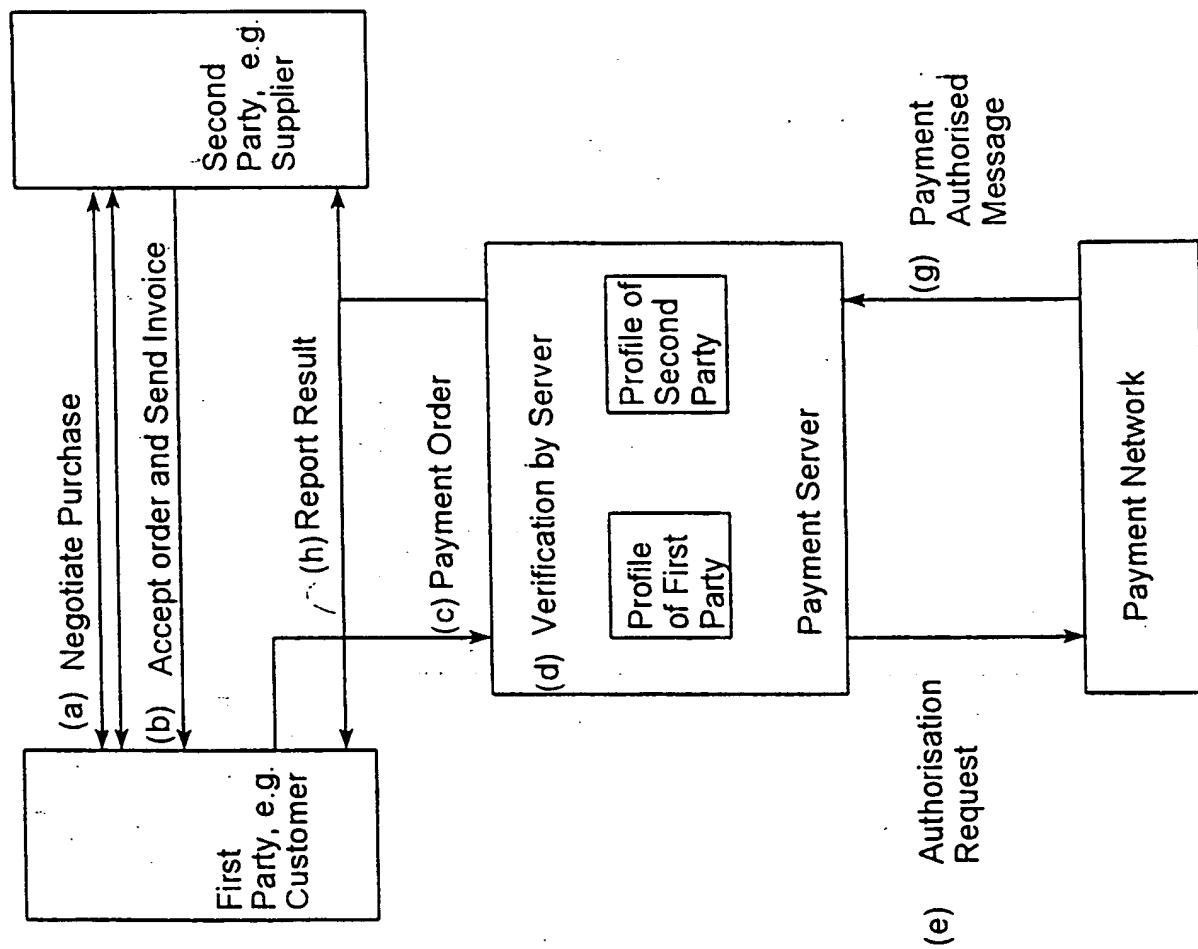 First
Party, e.g.
Customer
Second
Party, e.g.
Supplier
(a) Negotiate Purchase
(b) Accept order and Send Invoice
(h) Report Result
(c) Payment Order
(d) Verification by Server
Profile
of First
Party
Profile of
Second
Party
Payment Server
(e) Authorisation
Request
(g) Payment
Authorised
Message
Payment Network